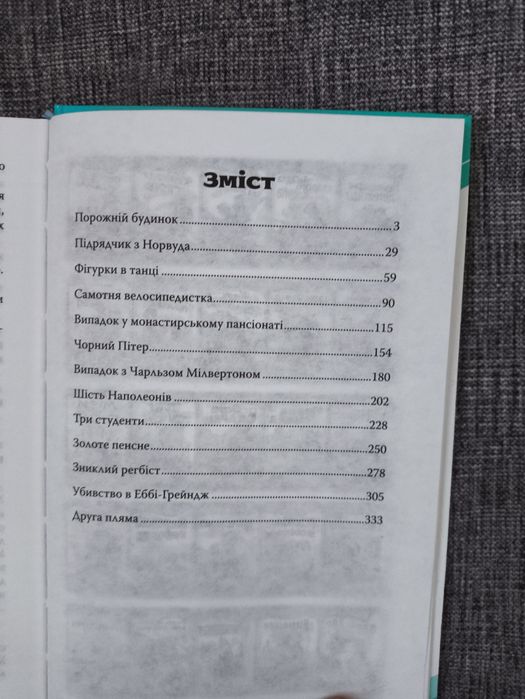 Зміст
Порожній будинок 3
Підрядчик з Норвуда 29
Фігурки в танці 59
Самотня велосипедистка 90
Випадок у монастирському пансіонаті 115
Чорний Пітер 154
Випадок з Чарльзом Мілвертоном 180
Шість Наполеонів 202
Три студенти 228
Золоте пенсне 250
Зниклий регбіст 278
Убивство в Еббі-Грейндж 305
Друга пляма 333